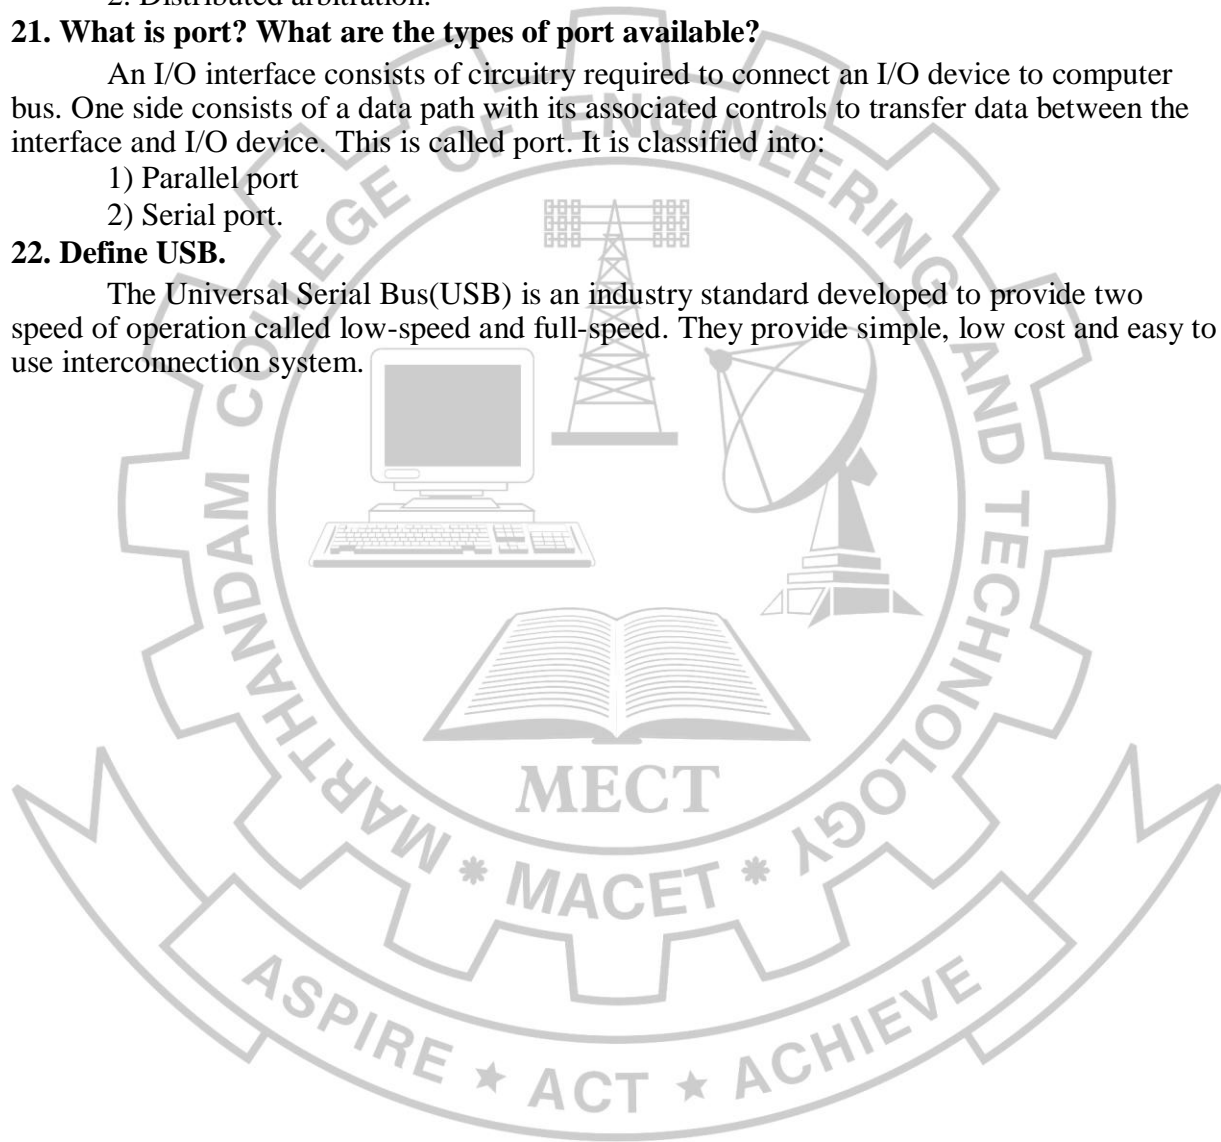 2. Distributed arbitration.
21. What is port? What are the types of port available?
An I/O interface consists of circuitry required to connect an I/O device to computer
bus. One side consists of a data path with its associated controls to transfer data between the
interface and I/O device. This is called port. It is classified into:
1) Parallel port
2) Serial port.
22. Define USB.
The Universal Serial Bus(USB) is an industry standard developed to provide two
speed of operation called low-speed and full-speed. They provide simple, low cost and easy to
use interconnection system.
MARTHANDAM COLLEGE OF ENGINEERING AND TECHNOLOGY
MECT
* MACET *
ASPIRE ★ ACT ★ ACHIEVE